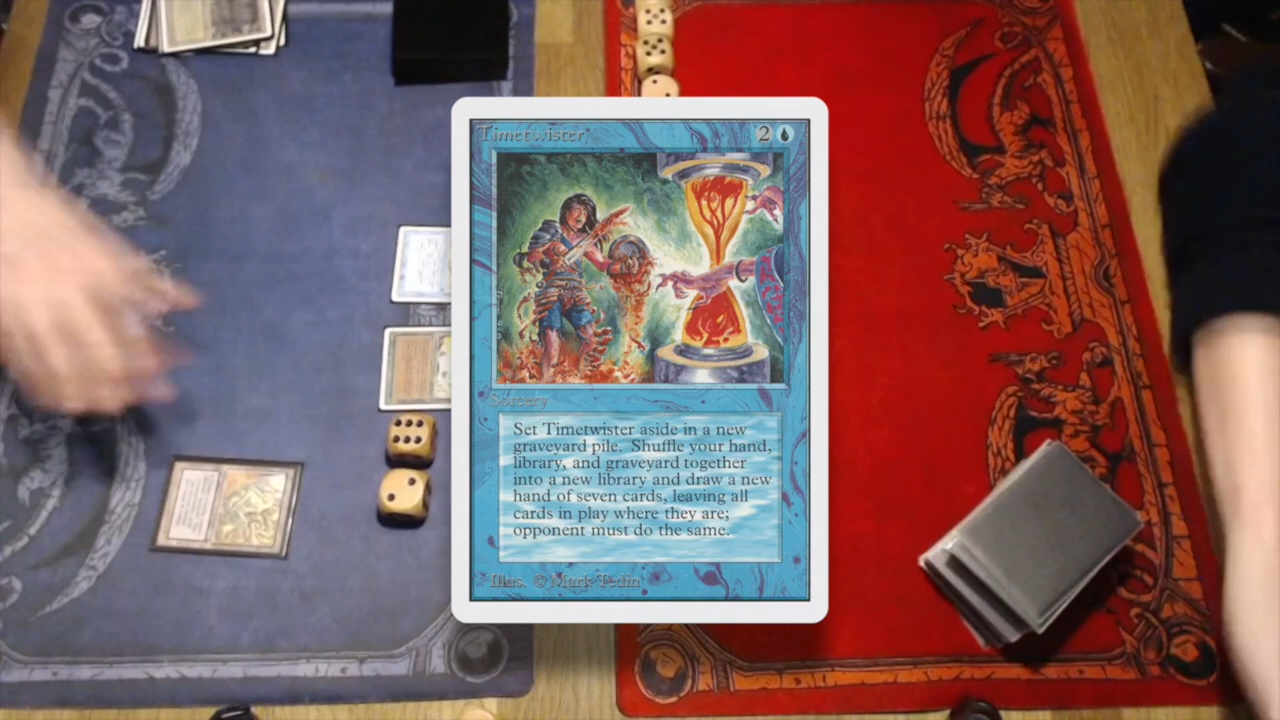 Timetwister 2
Sorcery
Set Timetwister aside in a new
graveyard pile. Shuffle your hand,
library, and graveyard together
into a new library and draw a new
hand of seven cards, leaving all
cards in play where they are;
opponent must do the same.
Illus. © Mark Tedin